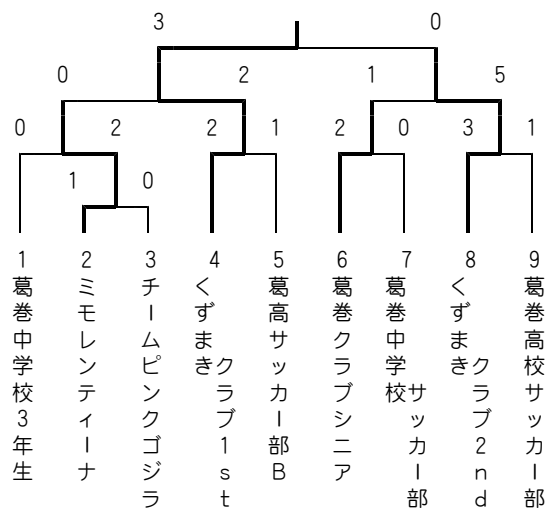 3 0
0 2 1 5
0 2 2 1 2 0 3 1
1 0
1 2 3 4 5 6 7 8 9
葛巻中学校3年生
ミモレンティーナ
チームピンクゴジラ
くずまき
クラブ1st
葛高サッカー部B
葛巻クラブシニア
葛巻中学校
サッカー部
くずまき
クラブ2nd
葛巻高校サッカー部